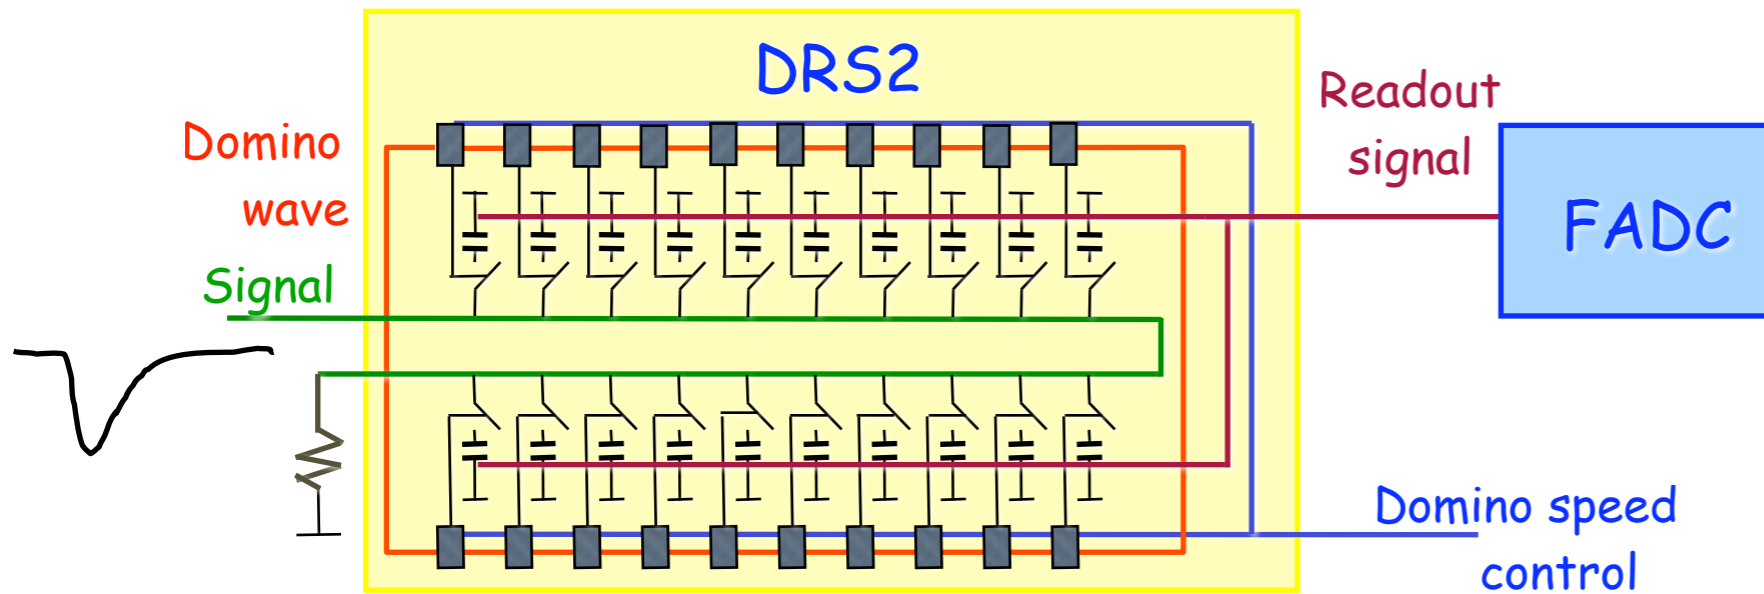 DRS2
Readout
signal
Domino
wave
FADC
Signal
Domino speed
control